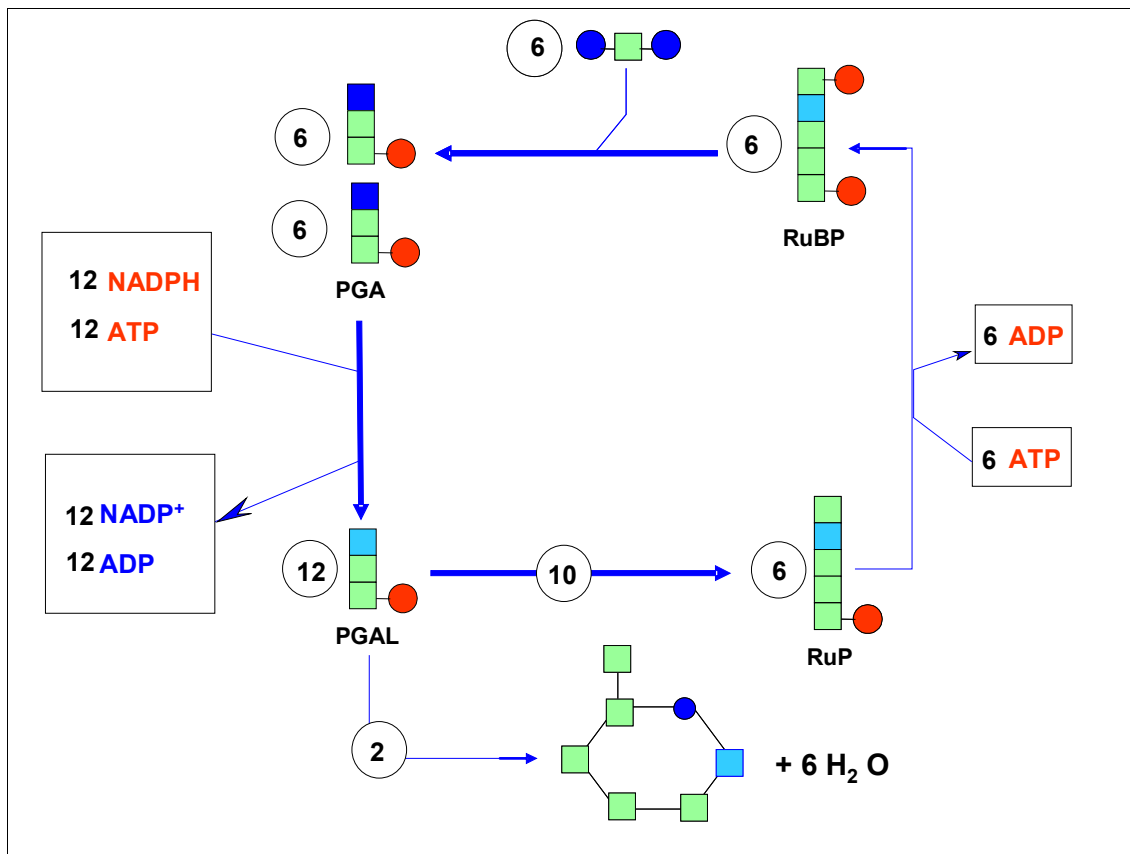 6
6
6
RuBP
6
PGA
12 NADPH
12 ATP
6 ADP
6 ATP
12 NADP⁺
12 ADP
12
10
6
PGAL
RuP
2
+ 6 H₂ O